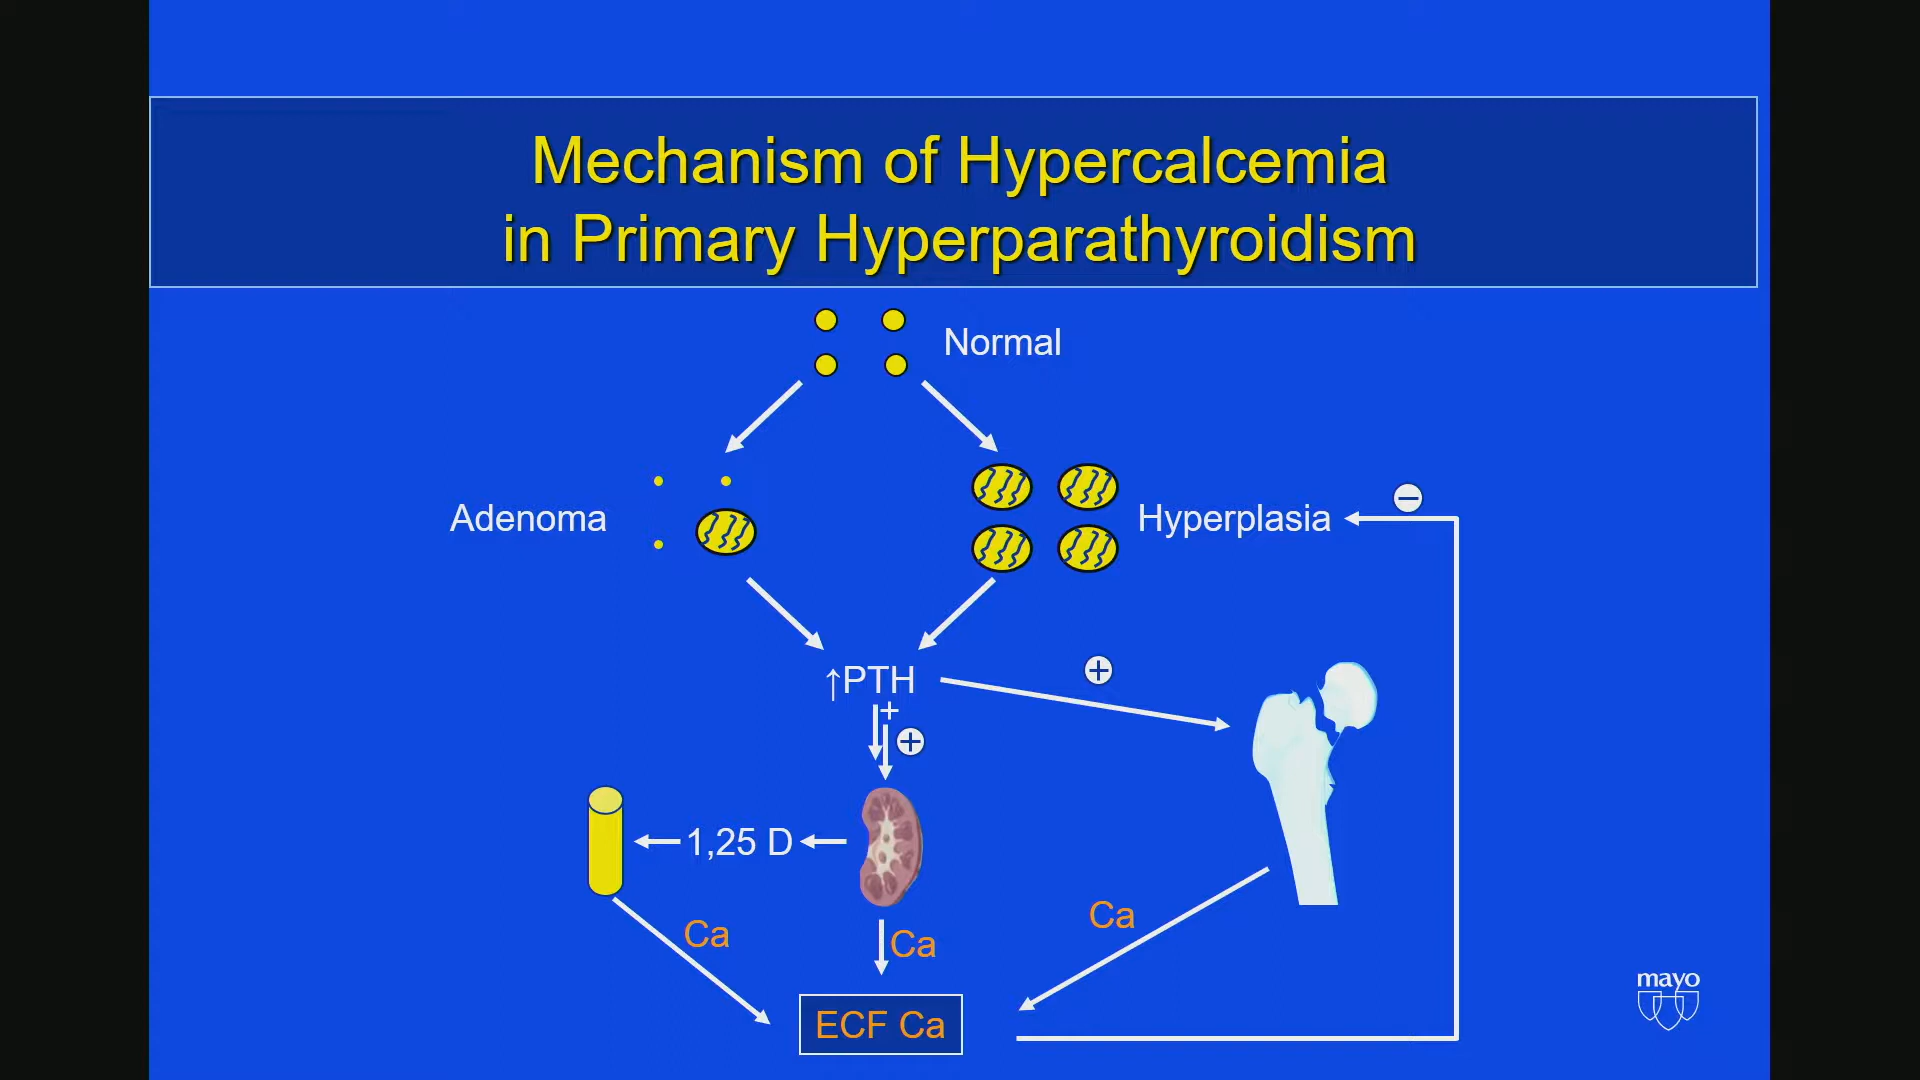 Mechanism of Hypercalcemia
in Primary Hyperparathyroidism
Normal
Adenoma
Hyperplasia
−
↑PTH
+
+
+
1,25 D
Ca
Ca
Ca
ECF Ca
mayo